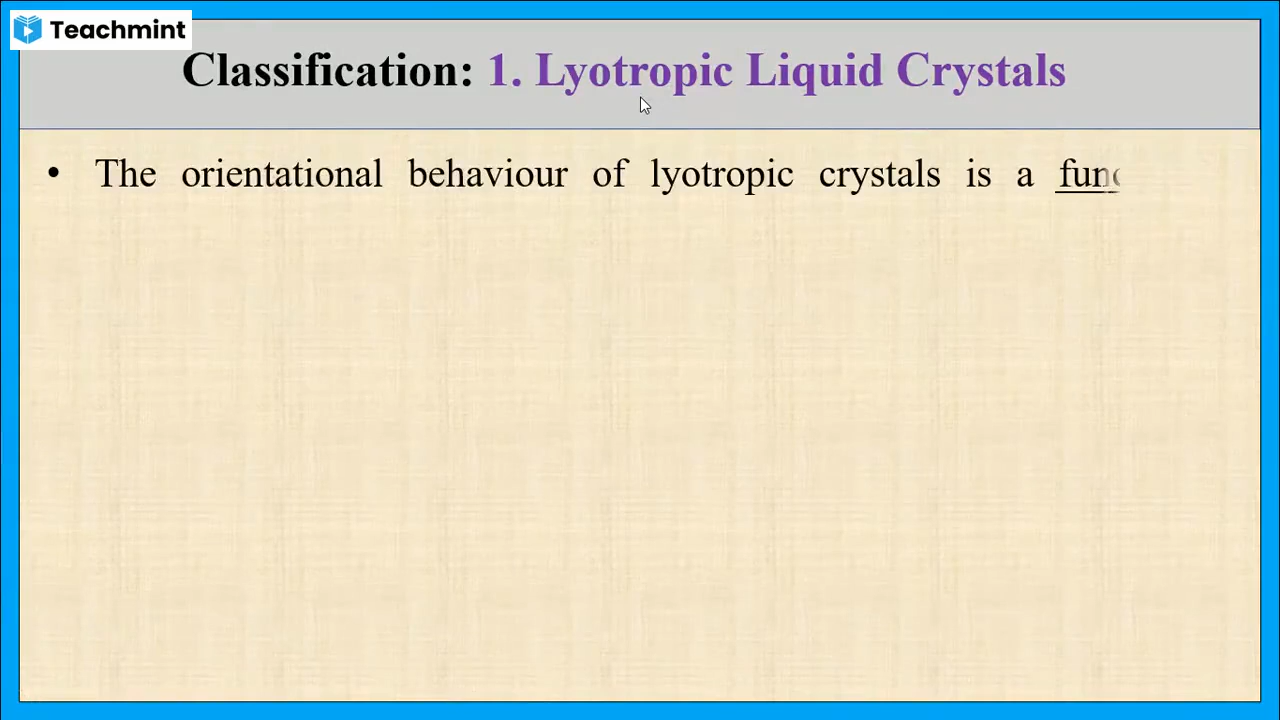 Teachmint
Classification: 1. Lyotropic Liquid Crystals
• The orientational behaviour of lyotropic crystals is a